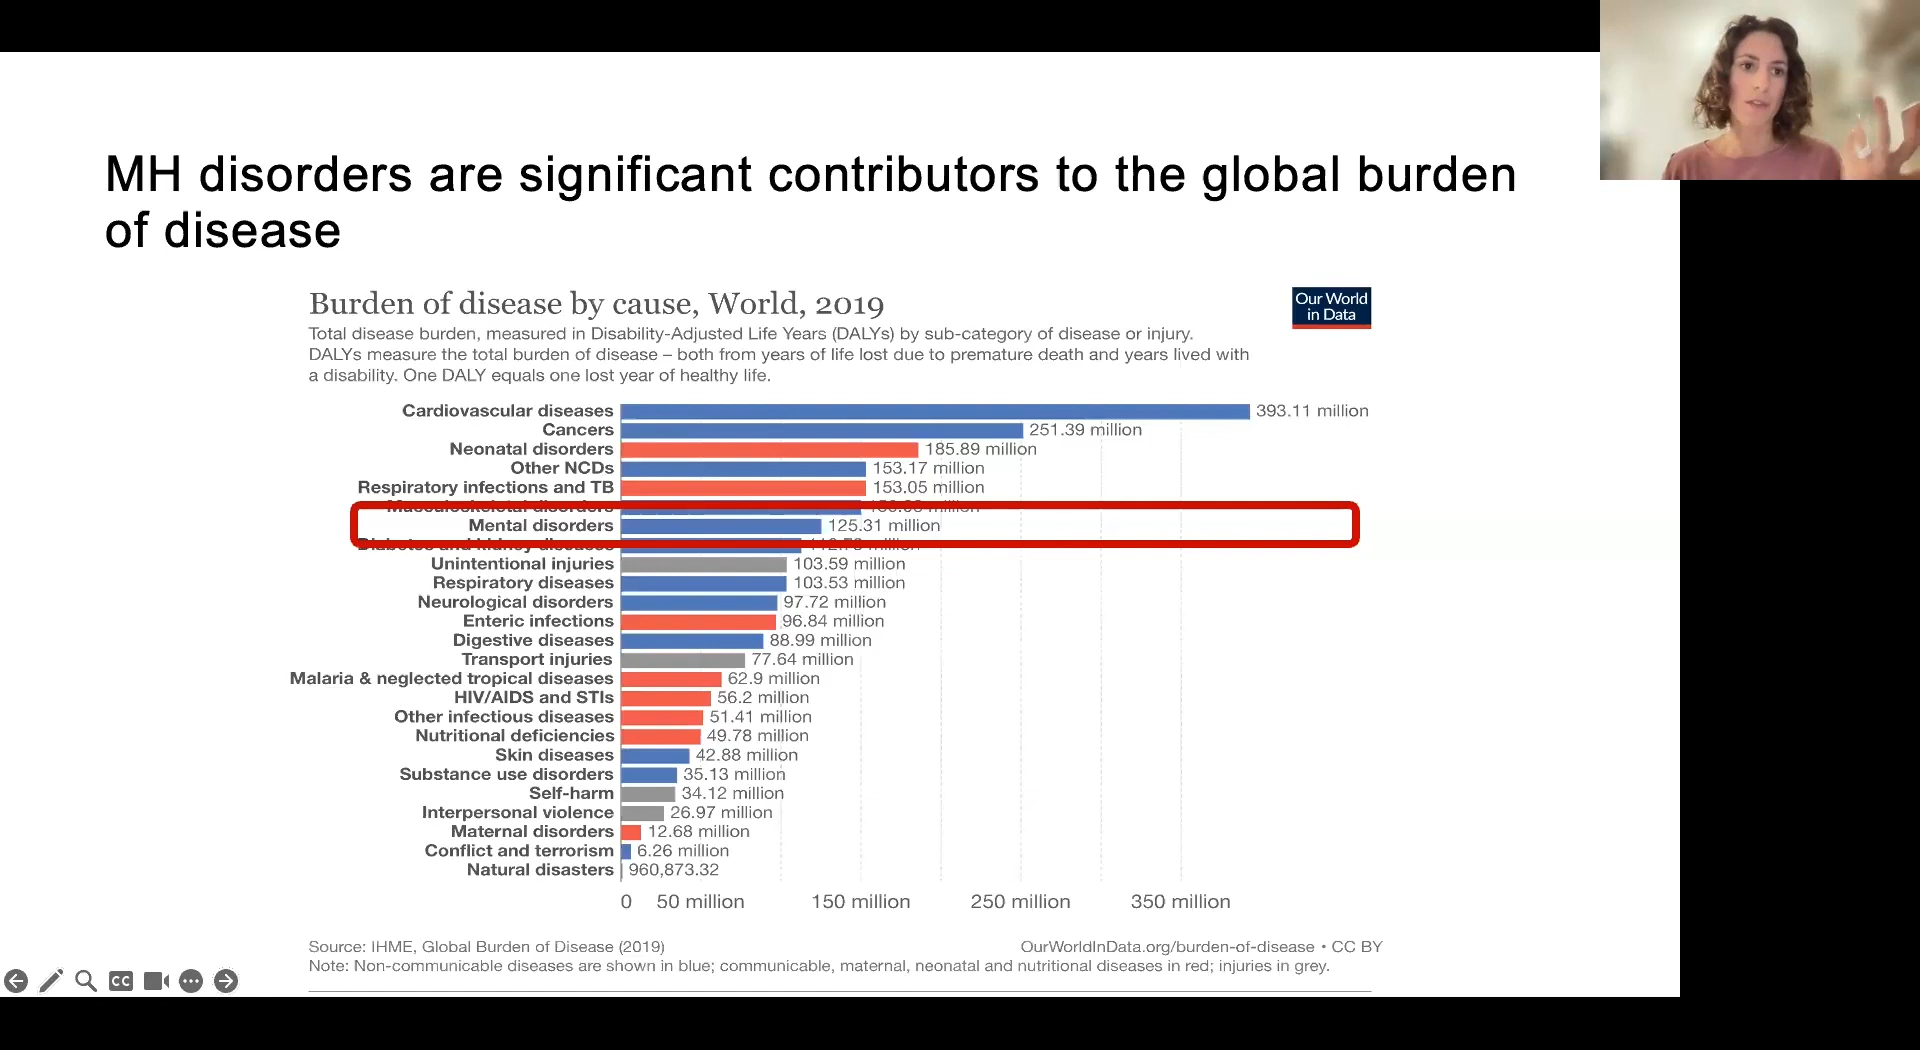 MH disorders are significant contributors to the global burden
of disease
Burden of disease by cause, World, 2019
Our World
in Data
Total disease burden, measured in Disability-Adjusted Life Years (DALYs) by sub-category of disease or injury.
DALYs measure the total burden of disease – both from years of life lost due to premature death and years lived with
a disability. One DALY equals one lost year of healthy life.
Cardiovascular diseases 393.11 million
Cancers 251.39 million
Neonatal disorders 185.89 million
Other NCDs 153.17 million
Respiratory infections and TB 153.05 million
Musculoskeletal disorders million
Mental disorders 125.31 million
Diabetes and kidney diseases million
Unintentional injuries 103.59 million
Respiratory diseases 103.53 million
Neurological disorders 97.72 million
Enteric infections 96.84 million
Digestive diseases 88.99 million
Transport injuries 77.64 million
Malaria & neglected tropical diseases 62.9 million
HIV/AIDS and STIs 56.2 million
Other infectious diseases 51.41 million
Nutritional deficiencies 49.78 million
Skin diseases 42.88 million
Substance use disorders 35.13 million
Self-harm 34.12 million
Interpersonal violence 26.97 million
Maternal disorders 12.68 million
Conflict and terrorism 6.26 million
Natural disasters 960,873.32
0 50 million 150 million 250 million 350 million
Source: IHME, Global Burden of Disease (2019) OurWorldInData.org/burden-of-disease • CC BY
Note: Non-communicable diseases are shown in blue; communicable, maternal, neonatal and nutritional diseases in red; injuries in grey.
CC